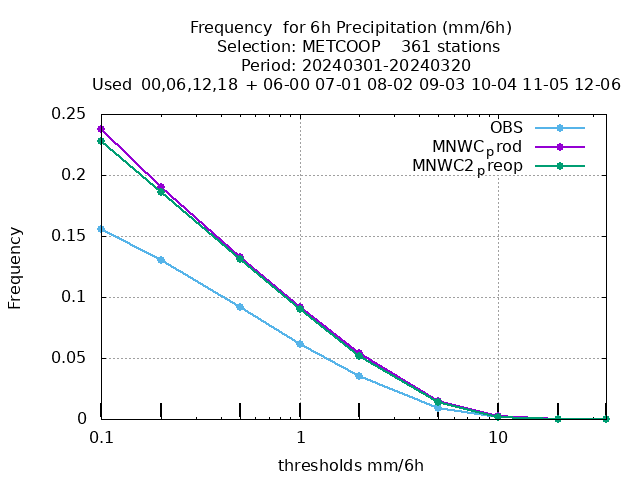 Frequency  for 6h Precipitation (mm/6h)
Selection: METCOOP    361 stations
Period: 20240301-20240320
Used  00,06,12,18  + 06-00 07-01 08-02 09-03 10-04 11-05 12-06
OBS
MNWCprod
MNWC2preop
0.25
0.2
0.15
0.1
0.05
0
Frequency
0.1 1 10
thresholds mm/6h